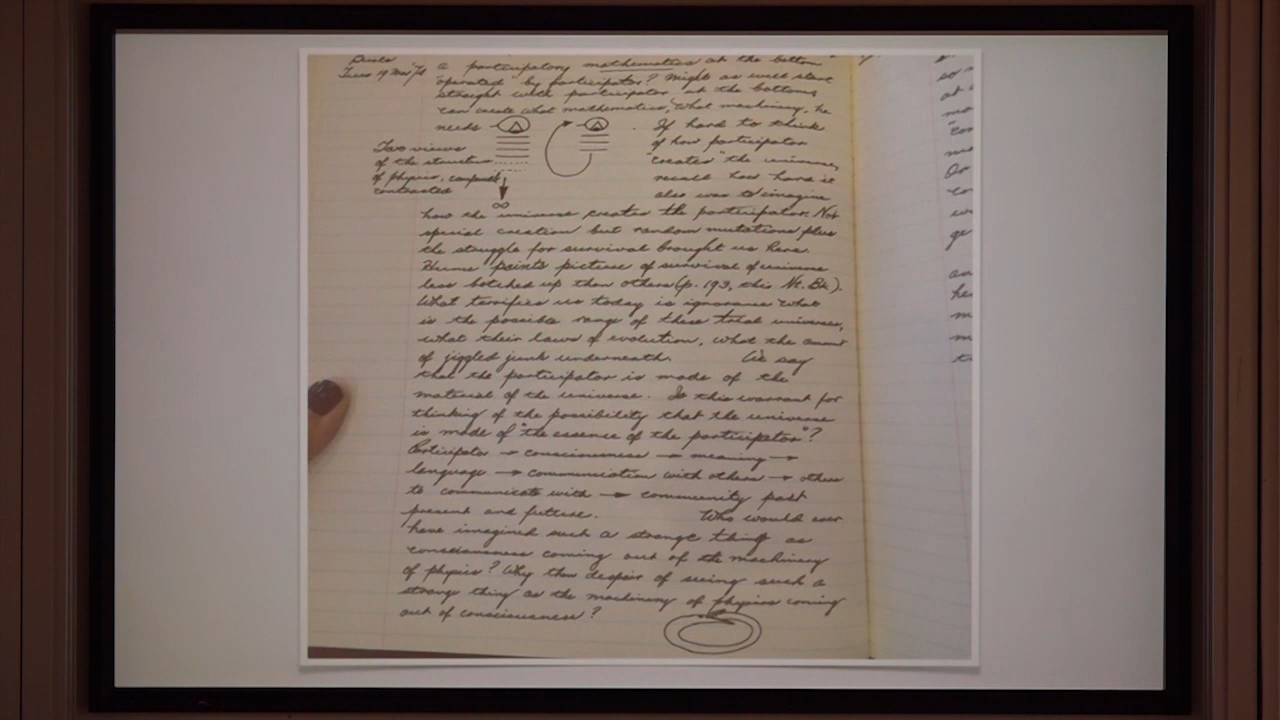 Tues 19 Mar '74
a participatory mathematics at the bottom
"operated" by participator? Might as well start
straight with participator at the bottom,
can create what mathematics, what machinery, he
needs
If hard to think
of how participator
"creates" the universe,
recall how hard it
also was to imagine
Two views
of the structure
of physics, compared
contrasted
∞
how the universe creates the participator. Not
special creation but random mutations plus
the struggle for survival brought us here.
Hume paints picture of survival of universe
less botched up than others (p. 193, this Nt. Bk).
What terrifies us today is ignorance what
is the possible range of these trial universes,
what their laws of evolution, what the amount
of jiggled junk underneath. We say
that the participator is made of the
material of the universe. Is this warrant for
thinking of the possibility that the universe
is made of "the essence of the participator"?
Participator → consciousness → meaning →
language → communication with others → others
to communicate with → community past
present and future. Who would ever
have imagined such a strange thing as
consciousness coming out of the machinery
of physics? Why then despair of seeing such a
strange thing as the machinery of physics coming
out of consciousness?